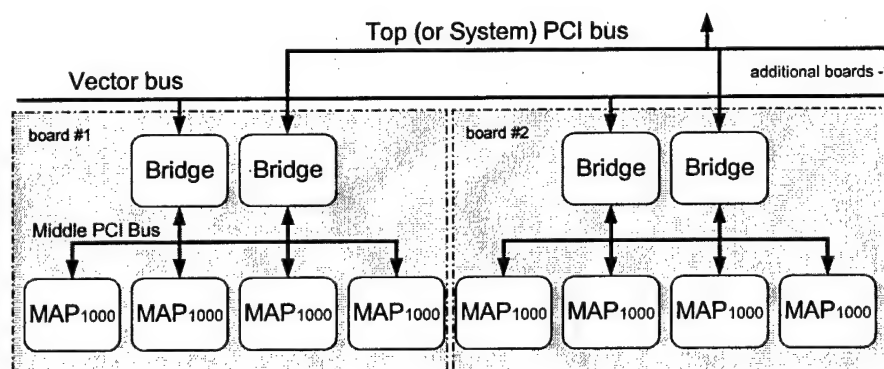 Top (or System) PCI bus
additional boards -
Vector bus
board #1
board #2
Bridge Bridge Bridge Bridge
Middle PCI Bus
MAP1000 MAP1000 MAP1000 MAP1000 MAP1000 MAP1000 MAP1000 MAP1000